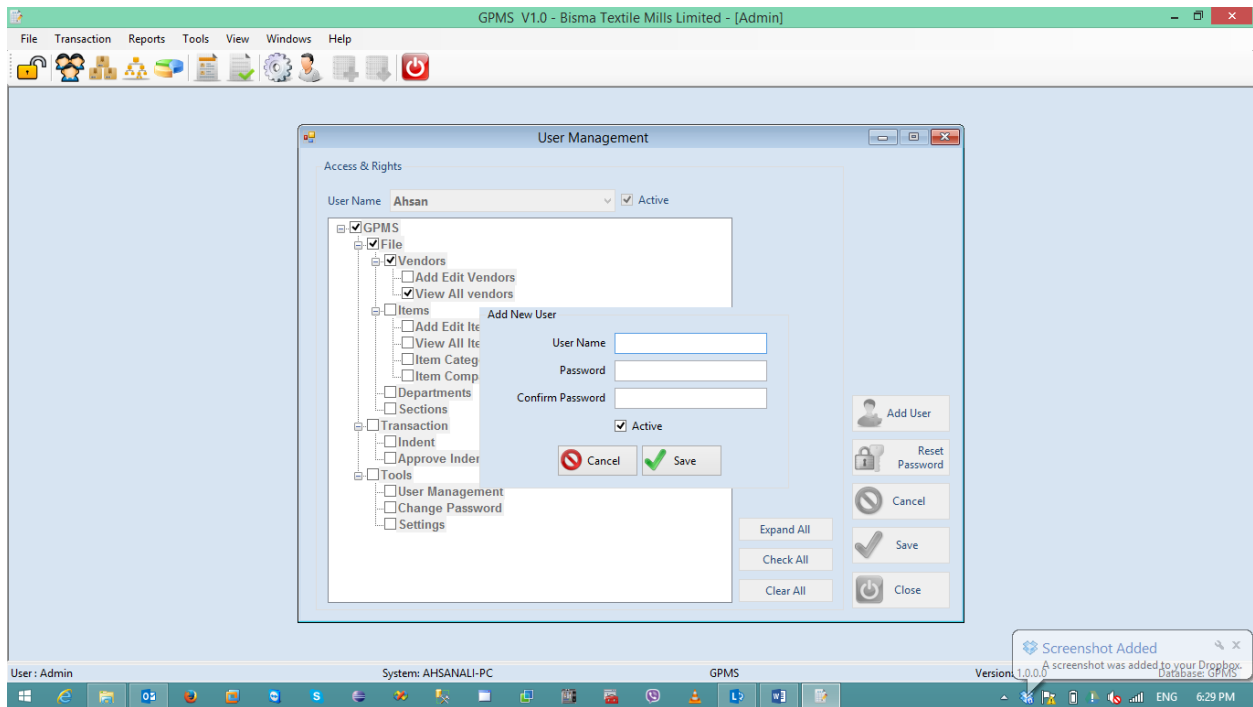 GPMS V1.0 - Bisma Textile Mills Limited - [Admin]
File Transaction Reports Tools View Windows Help
User Management
Access & Rights
User Name Ahsan Active
GPMS
File
Vendors
Add Edit Vendors
View All vendors
Items
Add Edit Ite
View All Ite
Item Categ
Item Comp
Departments
Sections
Transaction
Indent
Approve Inder
Tools
User Management
Change Password
Settings
Add New User
User Name
Password
Confirm Password
Active
Cancel Save
Expand All
Check All
Clear All
Add User
Reset
Password
Cancel
Save
Close
Screenshot Added
A screenshot was added to your Dropbox.
User : Admin System: AHSANALI-PC GPMS Version: 1.0.0.0 Database: GPMS
ENG 6:29 PM